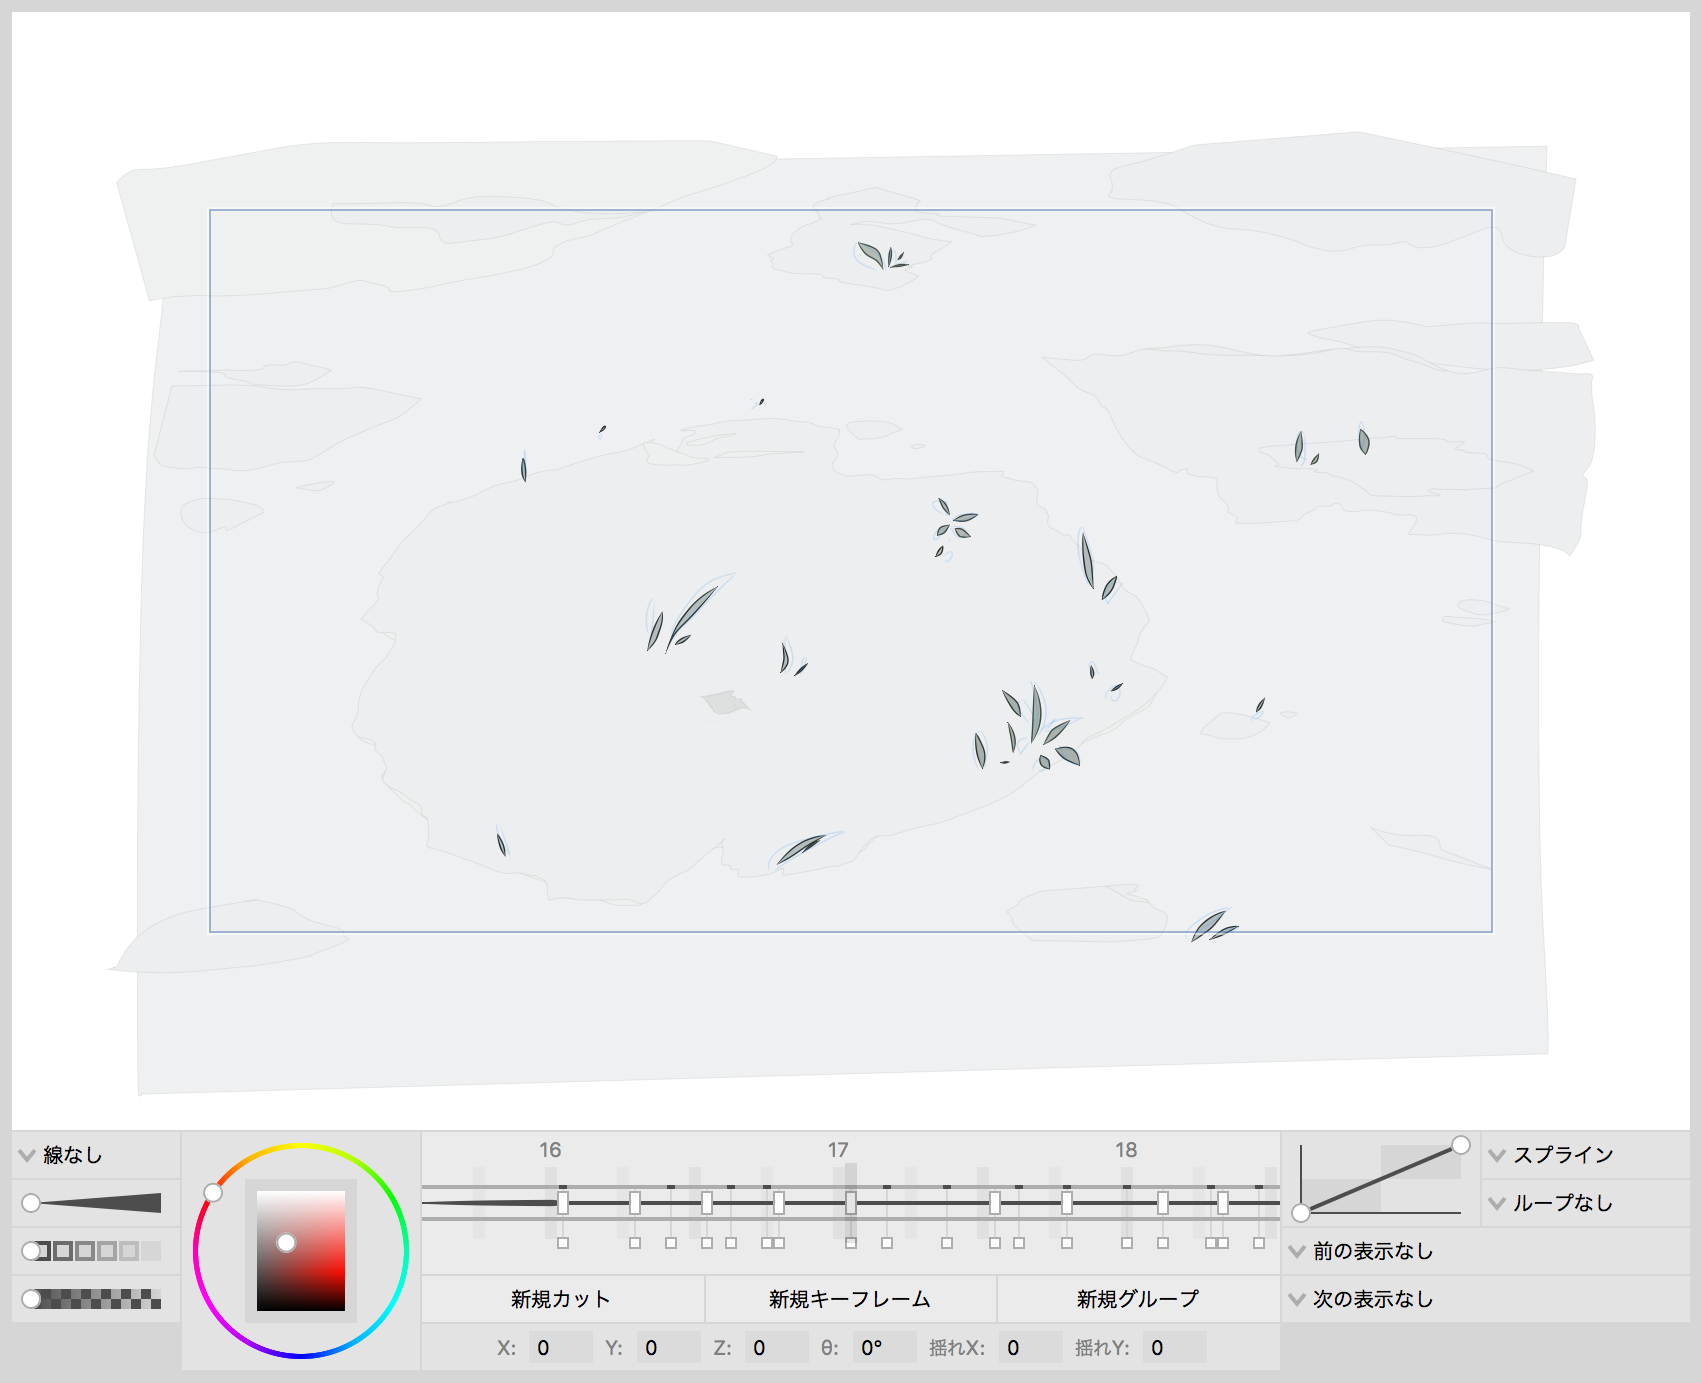 線なし
16 17 18
スプライン
ループなし
前の表示なし
新規カット 新規キーフレーム 新規グループ
次の表示なし
X: 0 Y: 0 Z: 0 θ: 0° 揺れX: 0 揺れY: 0